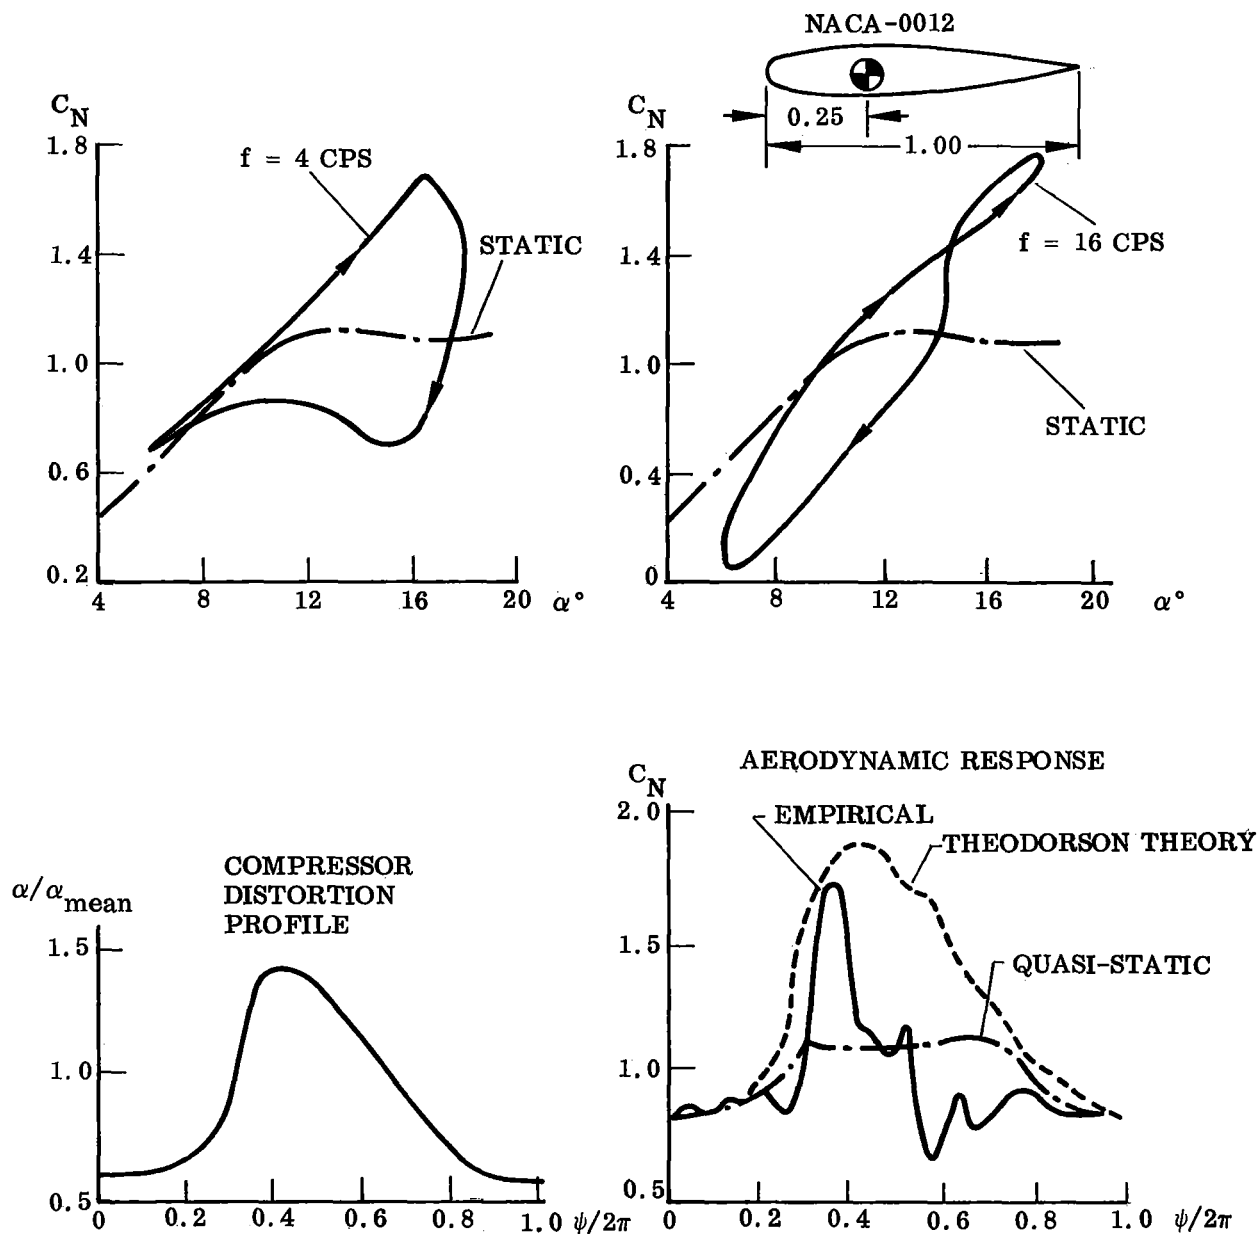 NACA-0012
0.25
1.00
C_N
1.8
1.4
1.0
0.6
0.2
f = 4 CPS
STATIC
4 8 12 16 20 α°
C_N
1.8
1.4
1.0
0.4
0
f = 16 CPS
STATIC
4 8 12 16 20 α°
COMPRESSOR
DISTORTION
PROFILE
α/α_mean
1.5
1.0
0.5
0 0.2 0.4 0.6 0.8 1.0 ψ/2π
AERODYNAMIC RESPONSE
C_N
2.0
1.5
1.0
0.5
EMPIRICAL
THEODORSON THEORY
QUASI-STATIC
0 0.2 0.4 0.6 0.8 1.0 ψ/2π